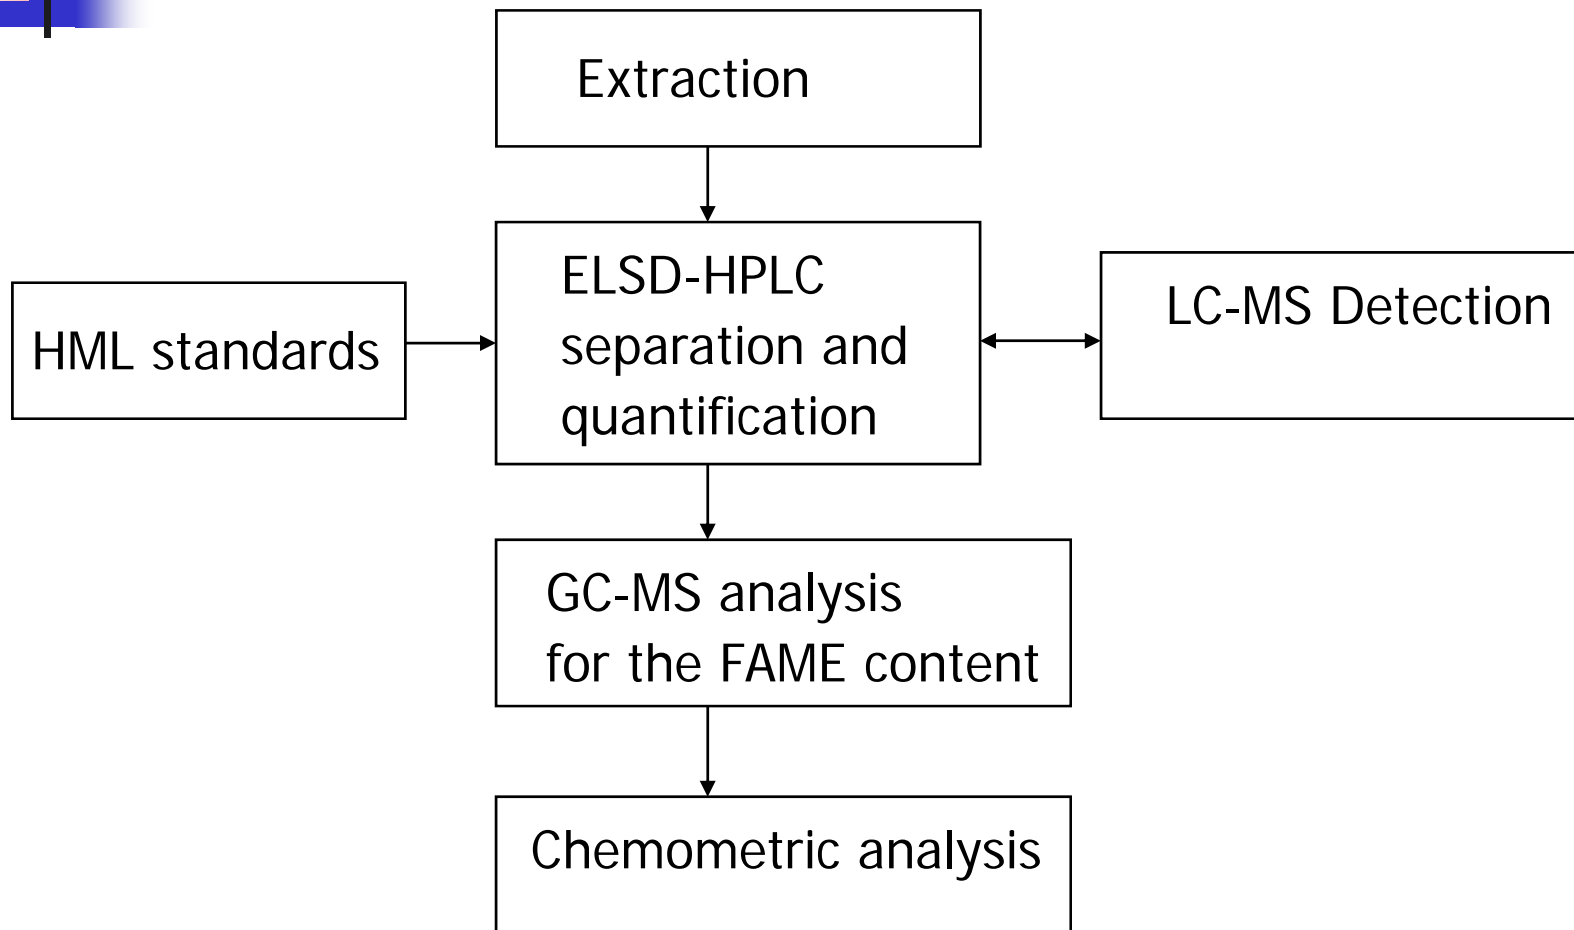 Extraction
ELSD-HPLC
separation and
quantification
HML standards
LC-MS Detection
GC-MS analysis
for the FAME content
Chemometric analysis